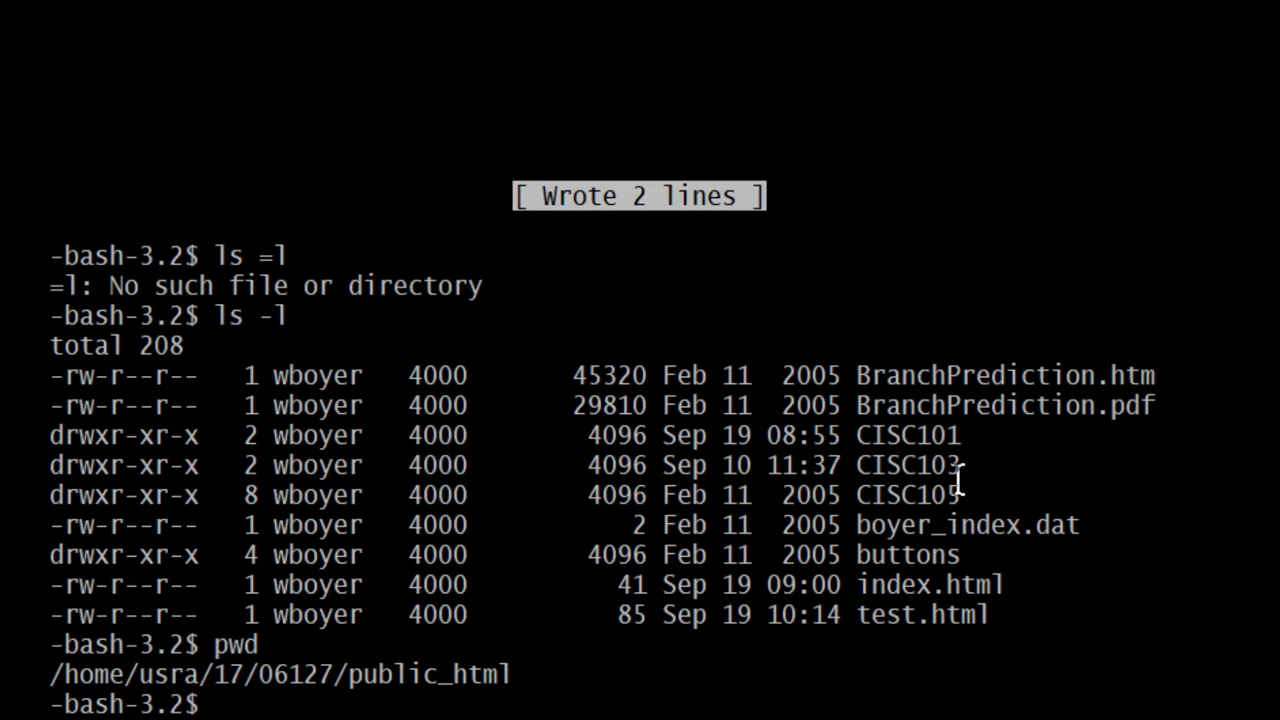 [ Wrote 2 lines ]
-bash-3.2$ ls =l
=l: No such file or directory
-bash-3.2$ ls -l
total 208
-rw-r--r--   1 wboyer   4000       45320 Feb 11  2005 BranchPrediction.htm
-rw-r--r--   1 wboyer   4000       29810 Feb 11  2005 BranchPrediction.pdf
drwxr-xr-x   2 wboyer   4000        4096 Sep 19 08:55 CISC101
drwxr-xr-x   2 wboyer   4000        4096 Sep 10 11:37 CISC103
drwxr-xr-x   8 wboyer   4000        4096 Feb 11  2005 CISC105
-rw-r--r--   1 wboyer   4000           2 Feb 11  2005 boyer_index.dat
drwxr-xr-x   4 wboyer   4000        4096 Feb 11  2005 buttons
-rw-r--r--   1 wboyer   4000          41 Sep 19 09:00 index.html
-rw-r--r--   1 wboyer   4000          85 Sep 19 10:14 test.html
-bash-3.2$ pwd
/home/usra/17/06127/public_html
-bash-3.2$